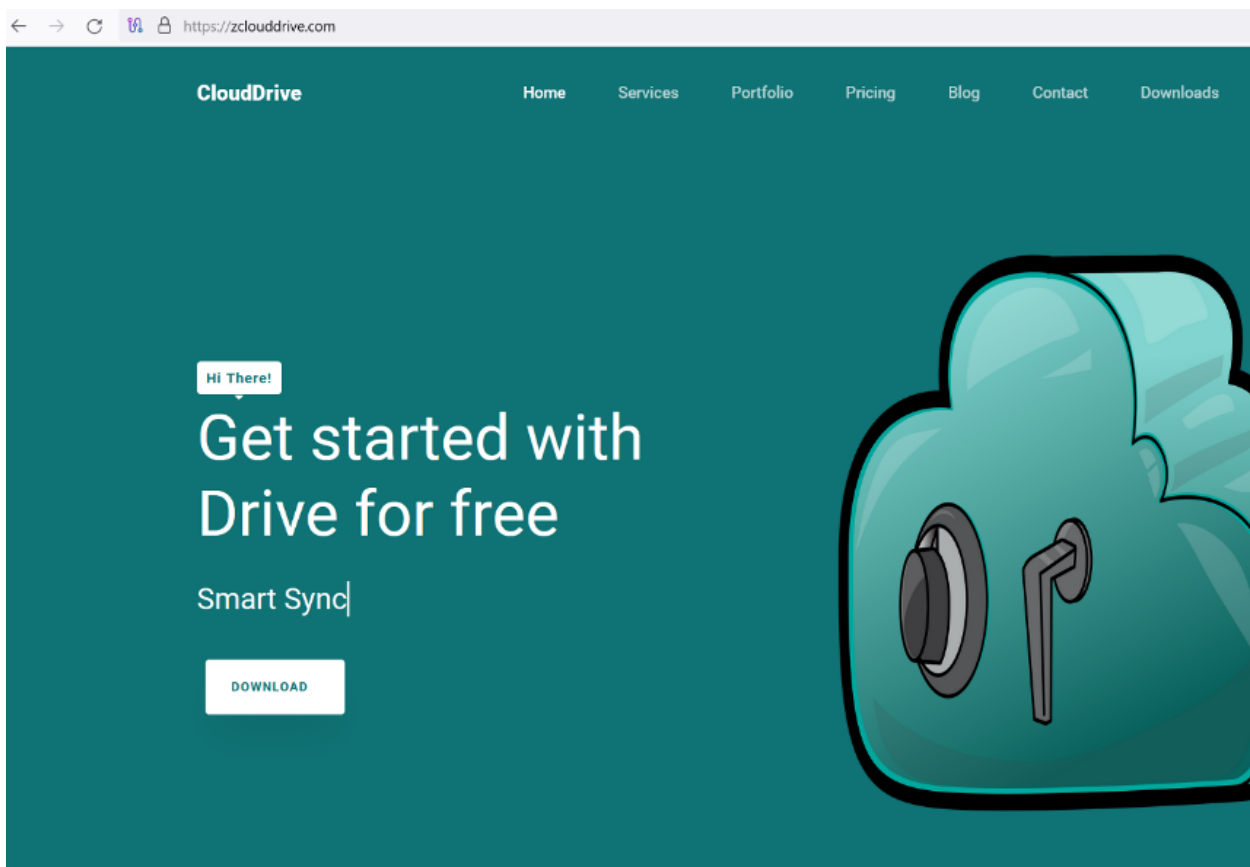 https://zclouddrive.com
CloudDrive Home Services Portfolio Pricing Blog Contact Downloads
Hi There!
Get started with
Drive for free
Smart Sync
DOWNLOAD